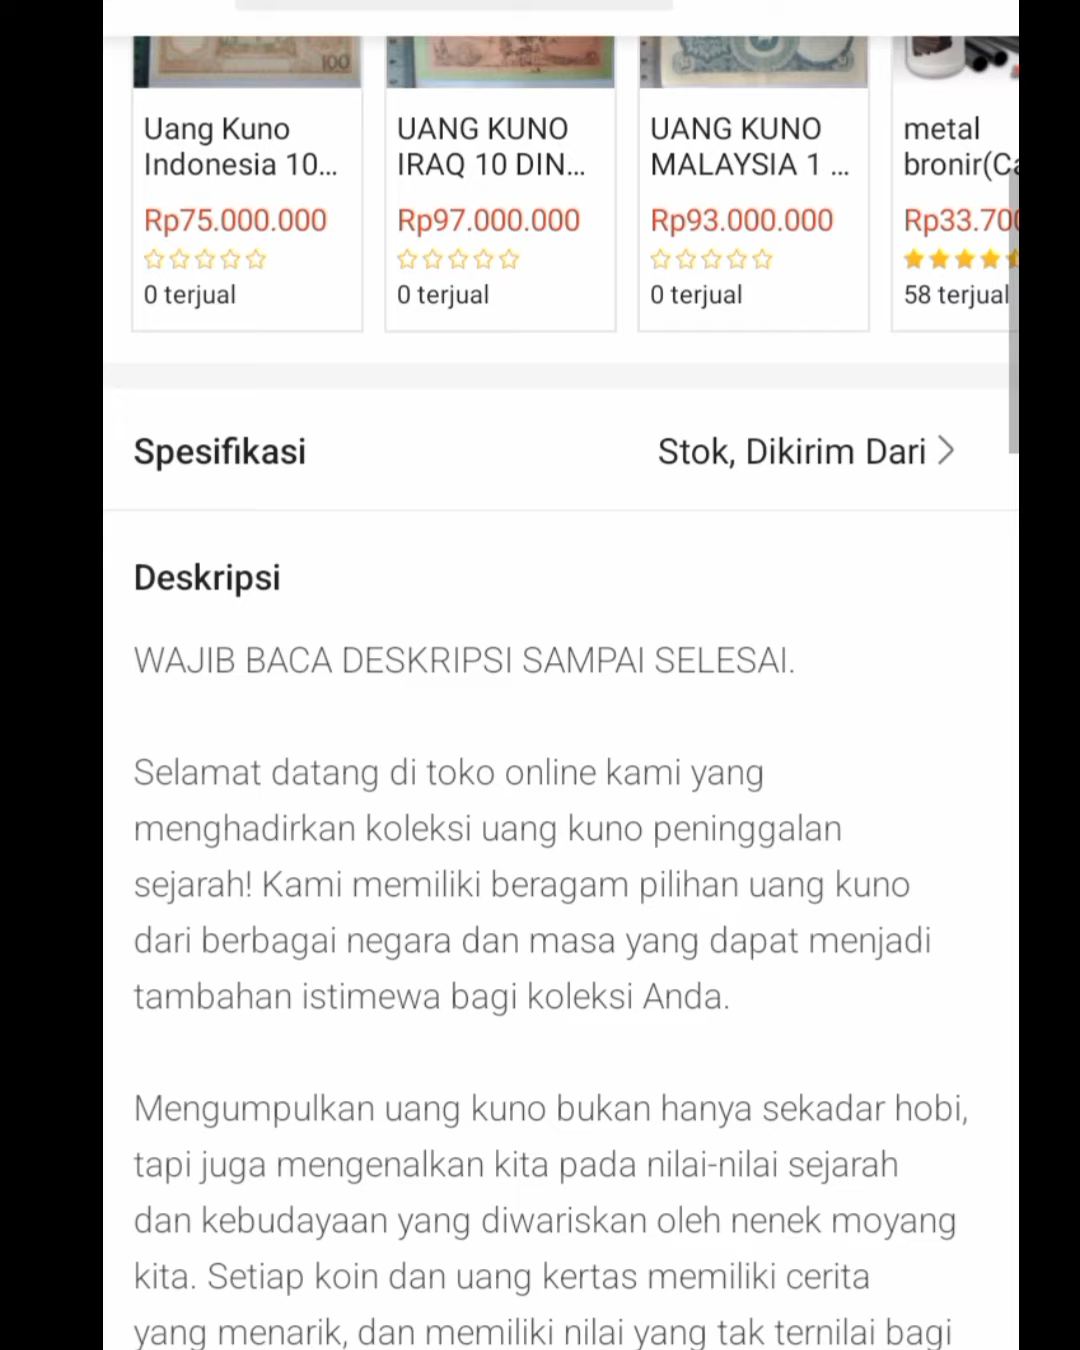 100
Uang Kuno
Indonesia 10...
Rp75.000.000
0 terjual
UANG KUNO
IRAQ 10 DIN...
Rp97.000.000
0 terjual
UANG KUNO
MALAYSIA 1 ...
Rp93.000.000
0 terjual
metal
bronir(Ca
Rp33.700
58 terjual
Spesifikasi
Stok, Dikirim Dari
Deskripsi
WAJIB BACA DESKRIPSI SAMPAI SELESAI.
Selamat datang di toko online kami yang
menghadirkan koleksi uang kuno peninggalan
sejarah! Kami memiliki beragam pilihan uang kuno
dari berbagai negara dan masa yang dapat menjadi
tambahan istimewa bagi koleksi Anda.
Mengumpulkan uang kuno bukan hanya sekadar hobi,
tapi juga mengenalkan kita pada nilai-nilai sejarah
dan kebudayaan yang diwariskan oleh nenek moyang
kita. Setiap koin dan uang kertas memiliki cerita
yang menarik, dan memiliki nilai yang tak ternilai bagi